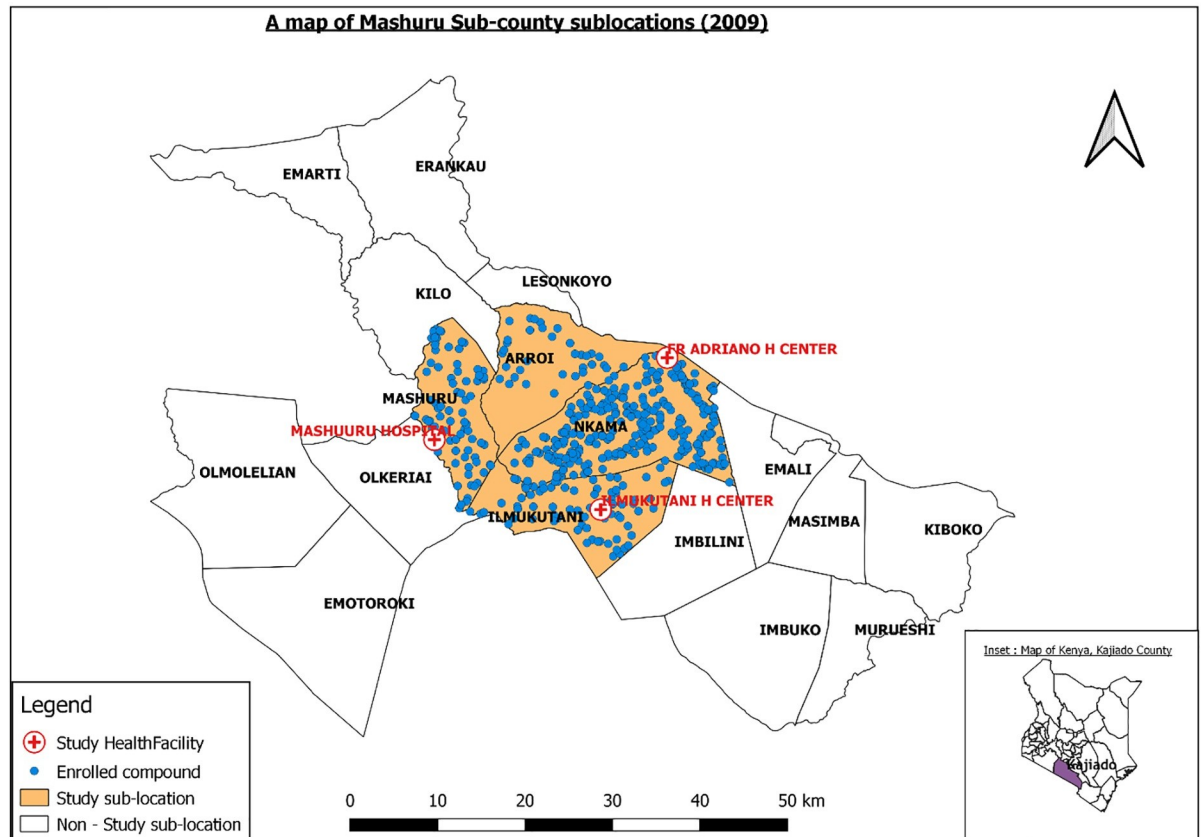 A map of Mashuru Sub-county sublocations (2009)
EMARTI
ERANKAU
LESONKOYO
KILO
FR ADRIANO H CENTER
ARROI
MASHURU
NKAMA
MASHUURU HOSPITAL
EMALI
OLMOLELIAN
OLKERIAI
ILMUKUTANI H CENTER
ILMUKUTANI
MASIMBA
KIBOKO
IMBILINI
EMOTOROKI
IMBUKO
MURUESHI
Inset : Map of Kenya, Kajiado County
Kajiado
Legend
Study HealthFacility
Enrolled compound
Study sub-location
Non - Study sub-location
0 10 20 30 40 50 km